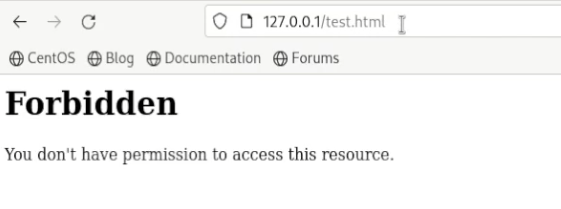 127.0.0.1/test.html
CentOS Blog Documentation Forums
Forbidden
You don't have permission to access this resource.